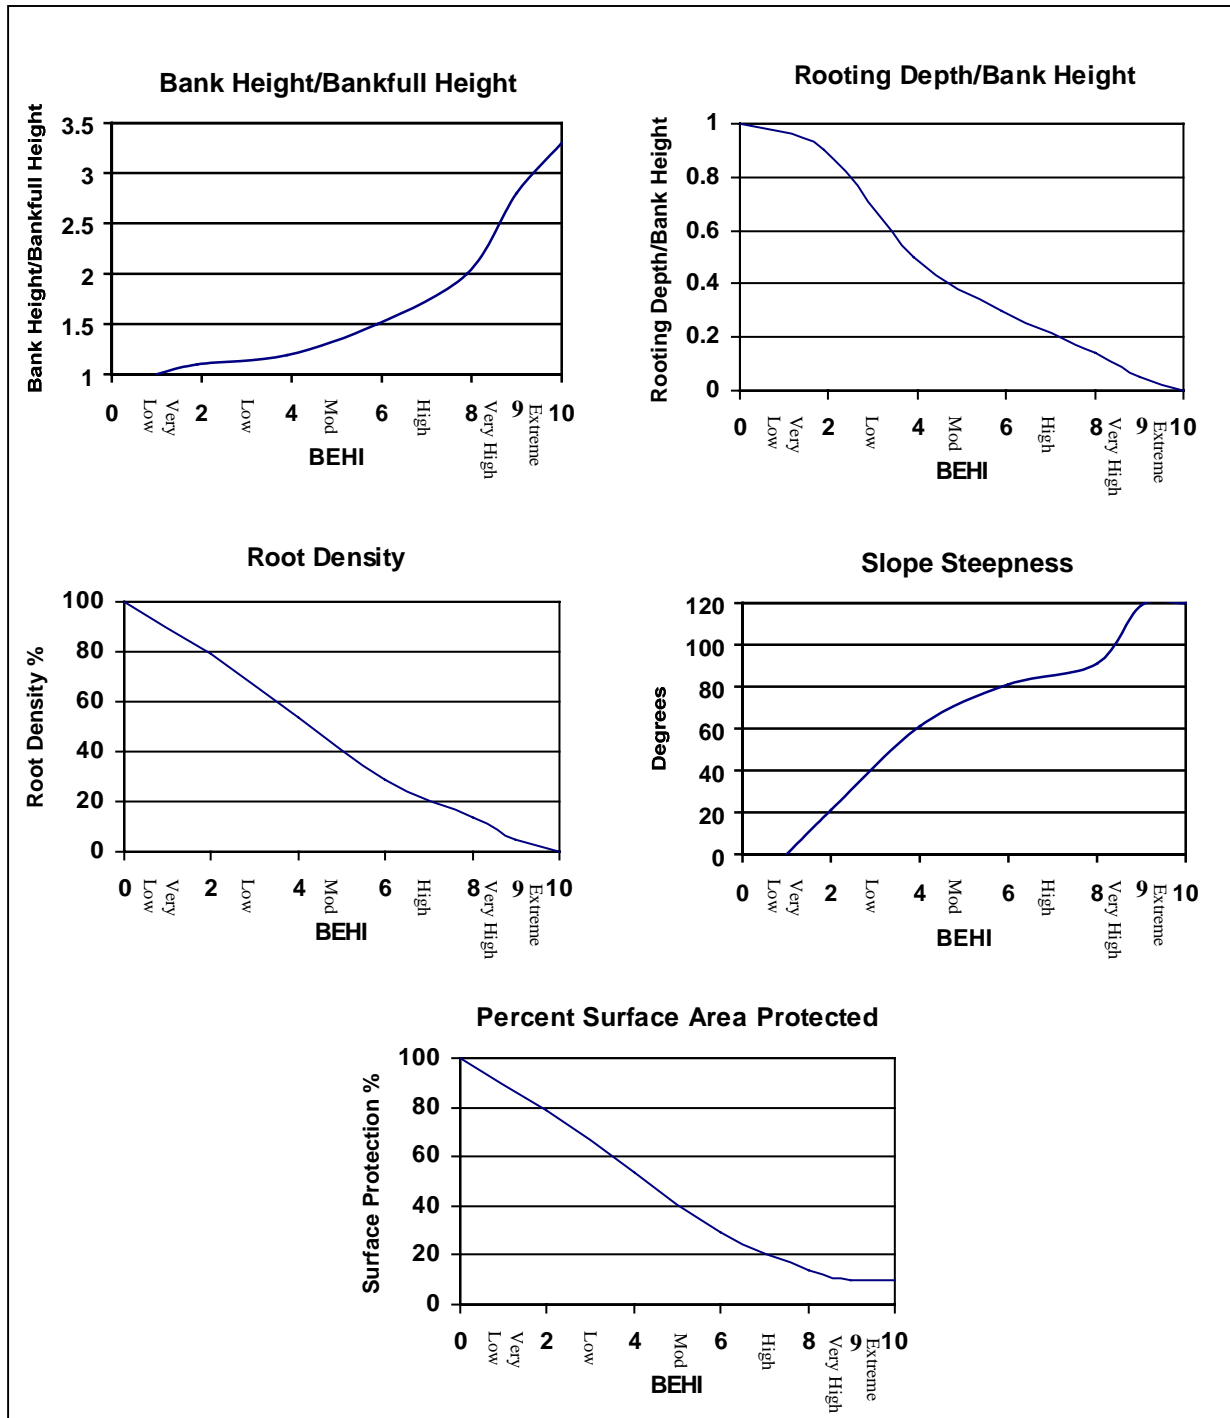 Bank Height/Bankfull Height
Bank Height/Bankfull Height
3.5
3
2.5
2
1.5
1
0 2 4 6 8 9 10
Very Low
Low
Mod
High
Very High
Extreme
BEHI
Rooting Depth/Bank Height
Rooting Depth/Bank Height
1
0.8
0.6
0.4
0.2
0
0 2 4 6 8 9 10
Very Low
Low
Mod
High
Very High
Extreme
BEHI
Root Density
Root Density %
100
80
60
40
20
0
0 2 4 6 8 9 10
Very Low
Low
Mod
High
Very High
Extreme
BEHI
Slope Steepness
Degrees
120
100
80
60
40
20
0
0 2 4 6 8 9 10
Very Low
Low
Mod
High
Very High
Extreme
BEHI
Percent Surface Area Protected
Surface Protection %
100
80
60
40
20
0
0 2 4 6 8 9 10
Very Low
Low
Mod
High
Very High
Extreme
BEHI